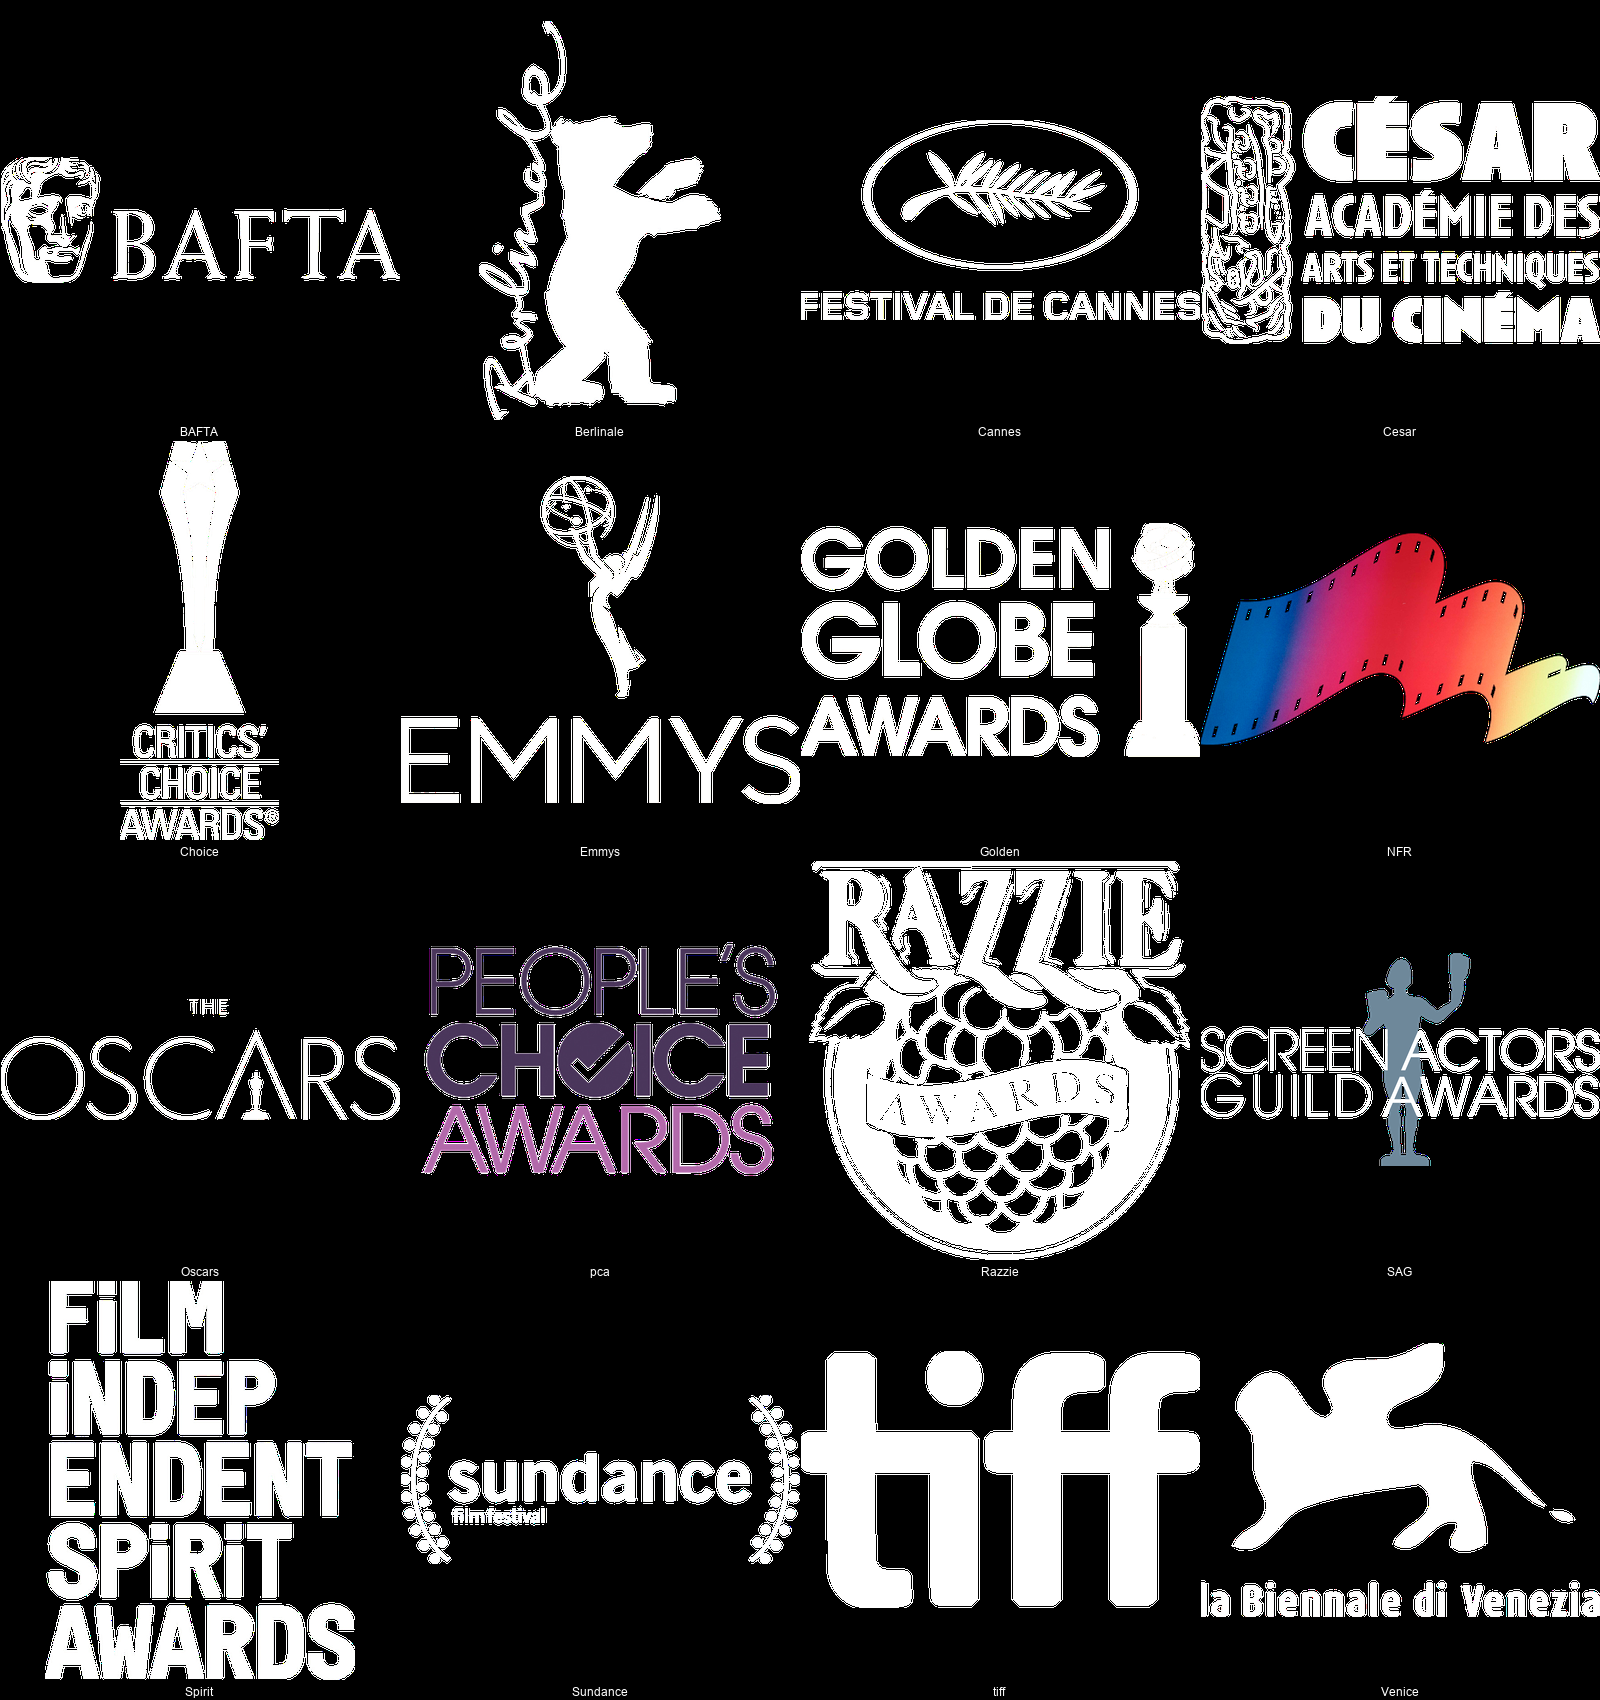 BAFTA
BAFTA
Berlinale
Berlinale
FESTIVAL DE CANNES
Cannes
CÉSAR
ACADÉMIE DES
ARTS ET TECHNIQUES
DU CINÉMA
Cesar
CRITICS'
CHOICE
AWARDS®
Choice
EMMYS
Emmys
GOLDEN
GLOBE
AWARDS
Golden
NFR
THE
OSCARS
Oscars
PEOPLE'S
CHOICE
AWARDS
pca
RAZZIE
AWARDS
Razzie
SCREEN ACTORS
GUILD AWARDS
SAG
FiLM
iNDEP
ENDENT
SPiRiT
AWARDS
Spirit
sundance
filmfestival
Sundance
tiff
tiff
la Biennale di Venezia
Venice